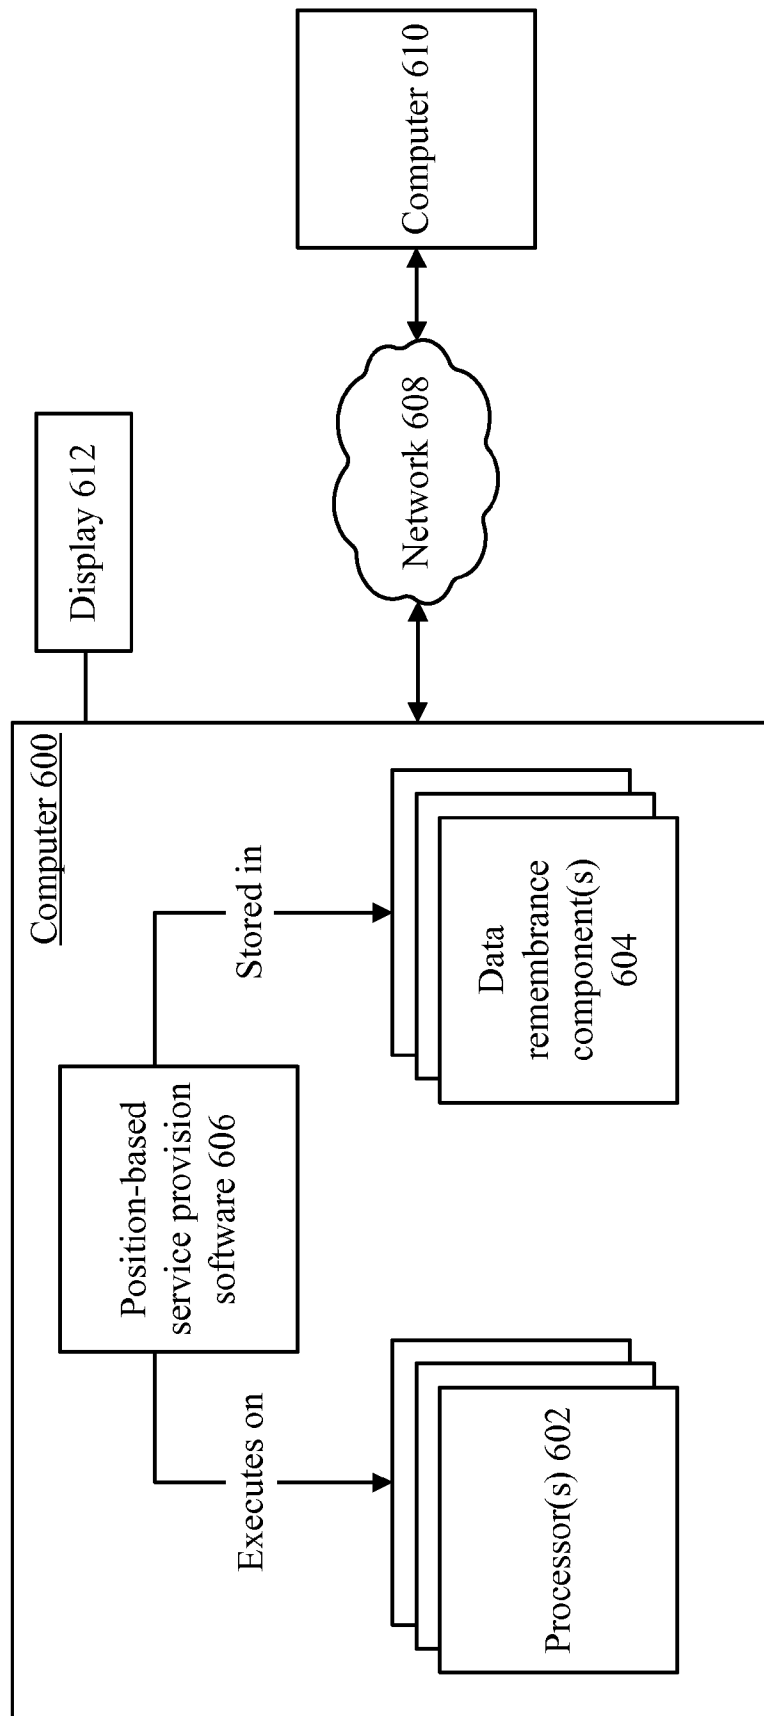 Computer 600
Position-based
service provision
software 606
Executes on
Stored in
Processor(s) 602
Data
remembrance
component(s)
604
Display 612
Network 608
Computer 610